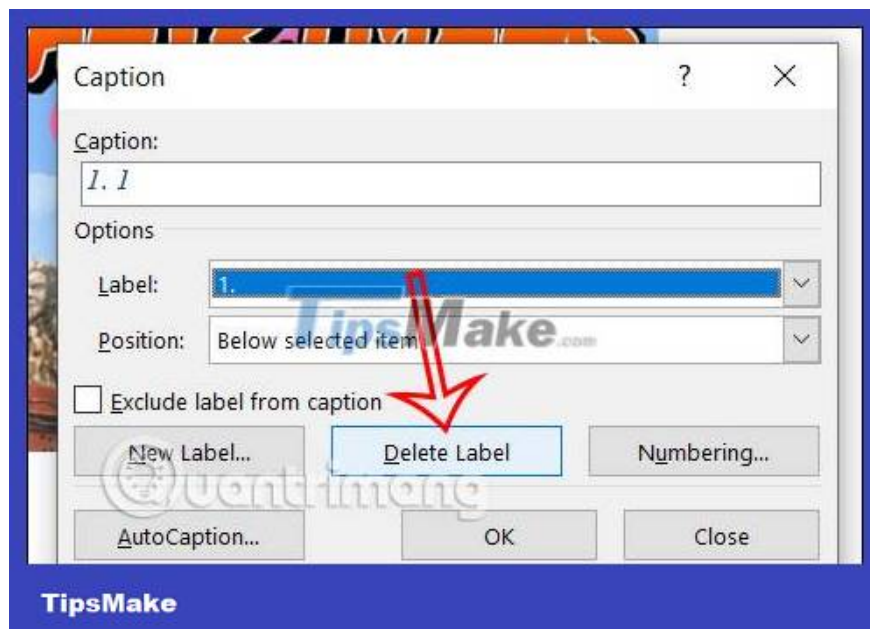 Caption ? X
Caption:
1. 1
Options
Label: 1.
TipsMake.com
Position: Below selected item
Exclude label from caption
New Label... Delete Label Numbering...
Quantrimang
AutoCaption... OK Close
TipsMake